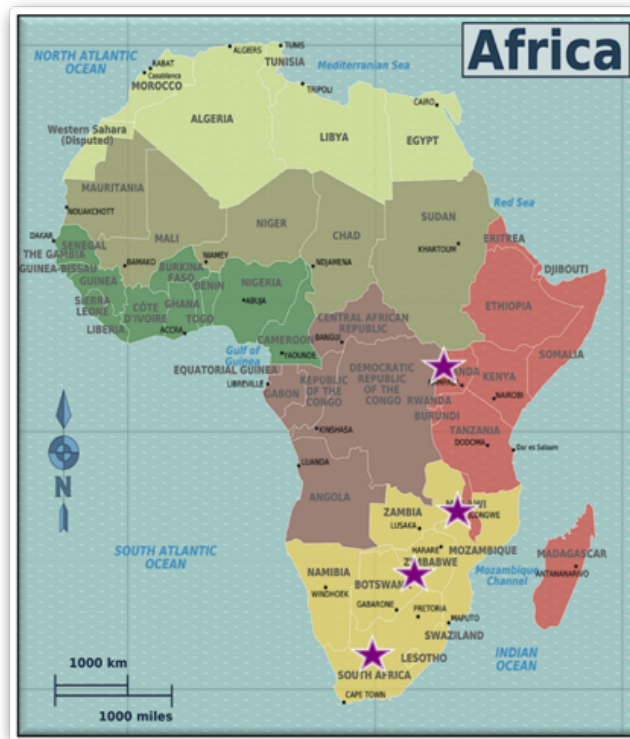 Africa
NORTH ATLANTIC
OCEAN
ALGIERS
TUNIS
TUNISIA
RABAT
Casablanca
MOROCCO
Mediterranean Sea
TRIPOLI
CAIRO
ALGERIA
LIBYA
EGYPT
Western Sahara
(Disputed)
MAURITANIA
NOUAKCHOTT
MALI
NIGER
CHAD
SUDAN
KHARTOUM
Red Sea
ERITREA
DJIBOUTI
DAKAR
SENEGAL
THE GAMBIA
GUINEA-BISSAU
BAMAKO
GUINEA
BURKINA
FASO
NIAMEY
BENIN
NDJAMENA
NIGERIA
ABUJA
SIERRA
LEONE
CÔTE
D'IVOIRE
GHANA
TOGO
LIBERIA
ACCRA
ETHIOPIA
CENTRAL AFRICAN
REPUBLIC
BANGUI
CAMEROON
YAOUNDE
Gulf of
Guinea
SOMALIA
EQUATORIAL GUINEA
LIBREVILLE
GABON
REPUBLIC
OF THE
CONGO
DEMOCRATIC
REPUBLIC
OF THE
CONGO
KENYA
NAIROBI
RWANDA
BURUNDI
KINSHASA
TANZANIA
DODOMA
Dar es Salaam
LUANDA
ANGOLA
N
ZAMBIA
LUSAKA
HARARE
ZIMBABWE
MOZAMBIQUE
MADAGASCAR
ANTANANARIVO
Mozambique
Channel
SOUTH ATLANTIC
OCEAN
NAMIBIA
WINDHOEK
GABARONE
PRETORIA
MAPUTO
SWAZILAND
LESOTHO
INDIAN
OCEAN
SOUTH AFRICA
CAPE TOWN
1000 km
1000 miles